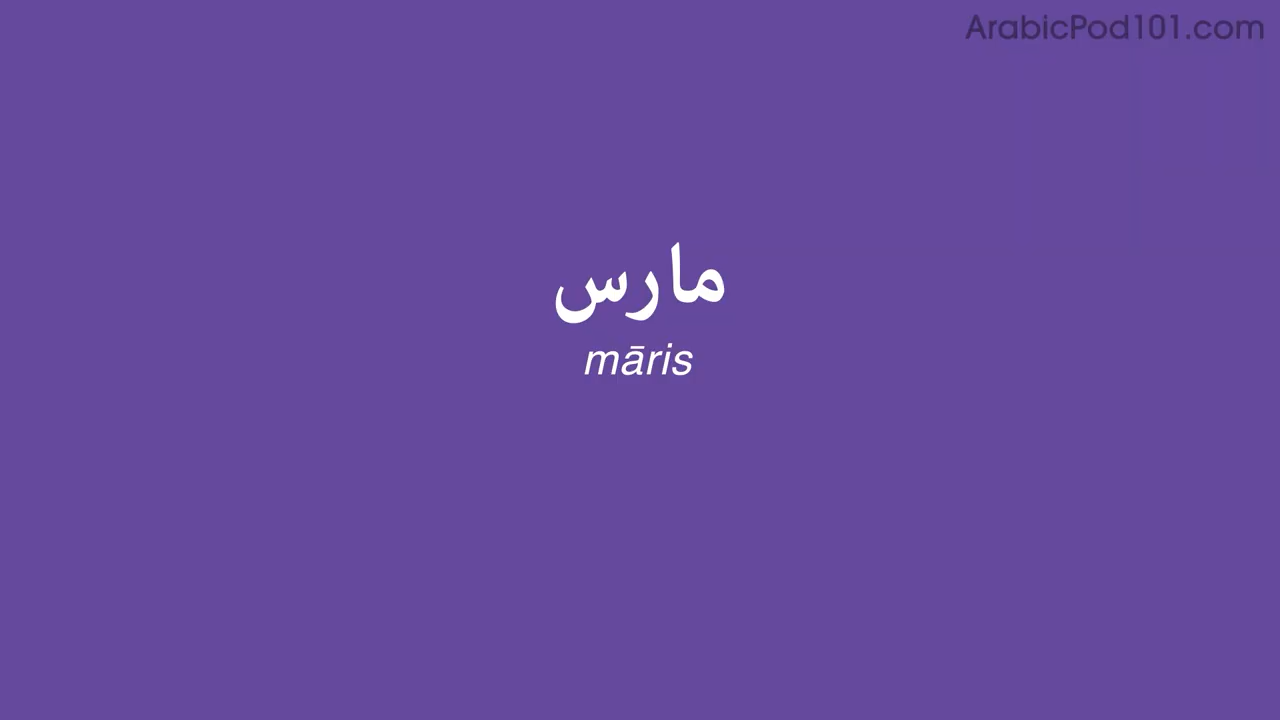 ArabicPod101.com
مارس
māris